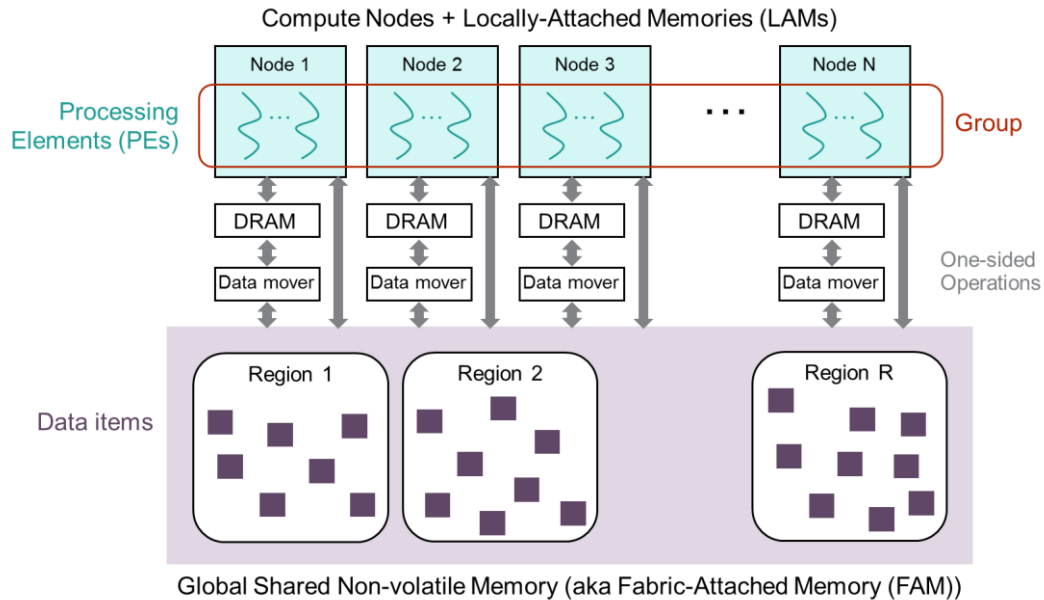 Compute Nodes + Locally-Attached Memories (LAMs)
Node 1
Node 2
Node 3
Node N
Processing
Elements (PEs)
...
...
...
...
...
Group
DRAM
DRAM
DRAM
DRAM
Data mover
Data mover
Data mover
Data mover
One-sided
Operations
Region 1
Region 2
Region R
Data items
Global Shared Non-volatile Memory (aka Fabric-Attached Memory (FAM))